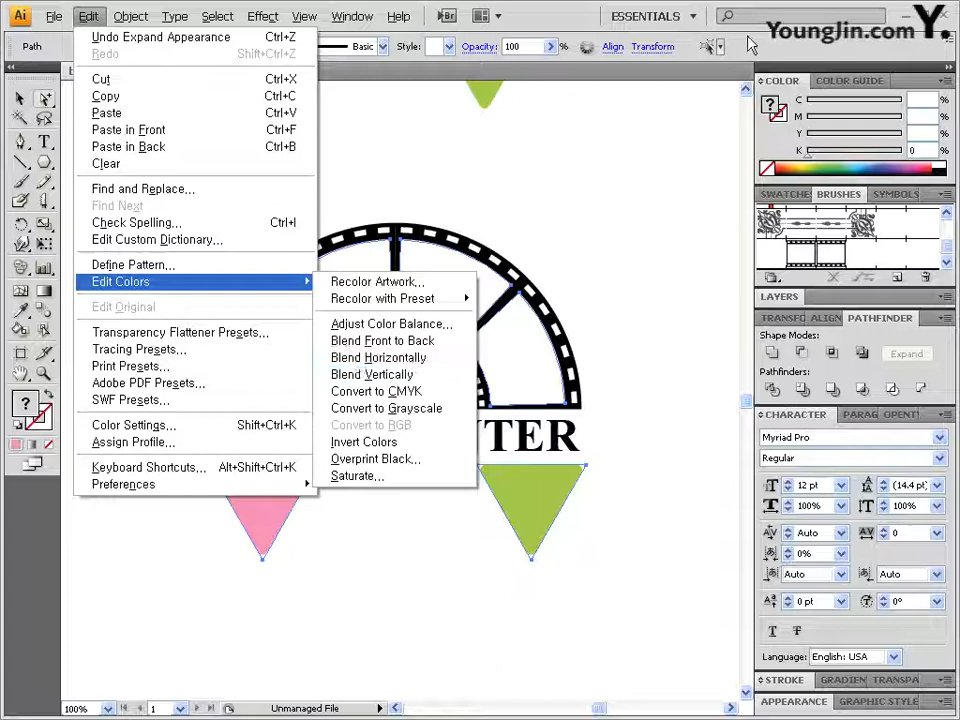 Ai File Edit Object Type Select Effect View Window Help Br ESSENTIALS
YoungJin.com Y.
Path Basic Style: Opacity: 100 % Align Transform
Undo Expand Appearance Ctrl+Z
Redo Shift+Ctrl+Z
Cut Ctrl+X
Copy Ctrl+C
Paste Ctrl+V
Paste in Front Ctrl+F
Paste in Back Ctrl+B
Clear
Find and Replace...
Find Next
Check Spelling... Ctrl+I
Edit Custom Dictionary...
Define Pattern...
Edit Colors
Edit Original
Transparency Flattener Presets...
Tracing Presets...
Print Presets...
Adobe PDF Presets...
SWF Presets...
Color Settings... Shift+Ctrl+K
Assign Profile...
Keyboard Shortcuts... Alt+Shift+Ctrl+K
Preferences
Recolor Artwork...
Recolor with Preset
Adjust Color Balance...
Blend Front to Back
Blend Horizontally
Blend Vertically
Convert to CMYK
Convert to Grayscale
Convert to RGB
Invert Colors
Overprint Black...
Saturate...
NTER
COLOR COLOR GUIDE
? C %
M %
Y %
K 0 %
SWATCHE BRUSHES SYMBOLS
LAYERS
TRANSFO ALIGN PATHFINDER
Shape Modes:
Expand
Pathfinders:
CHARACTER PARAG OPENT
Myriad Pro
Regular
12 pt (14.4 pt)
100% 100%
Auto 0
0%
Auto Auto
0 pt 0°
T T
Language: English: USA
STROKE GRADIEN TRANSPA
APPEARANCE GRAPHIC STYLE
?
100% 1 Unmanaged File